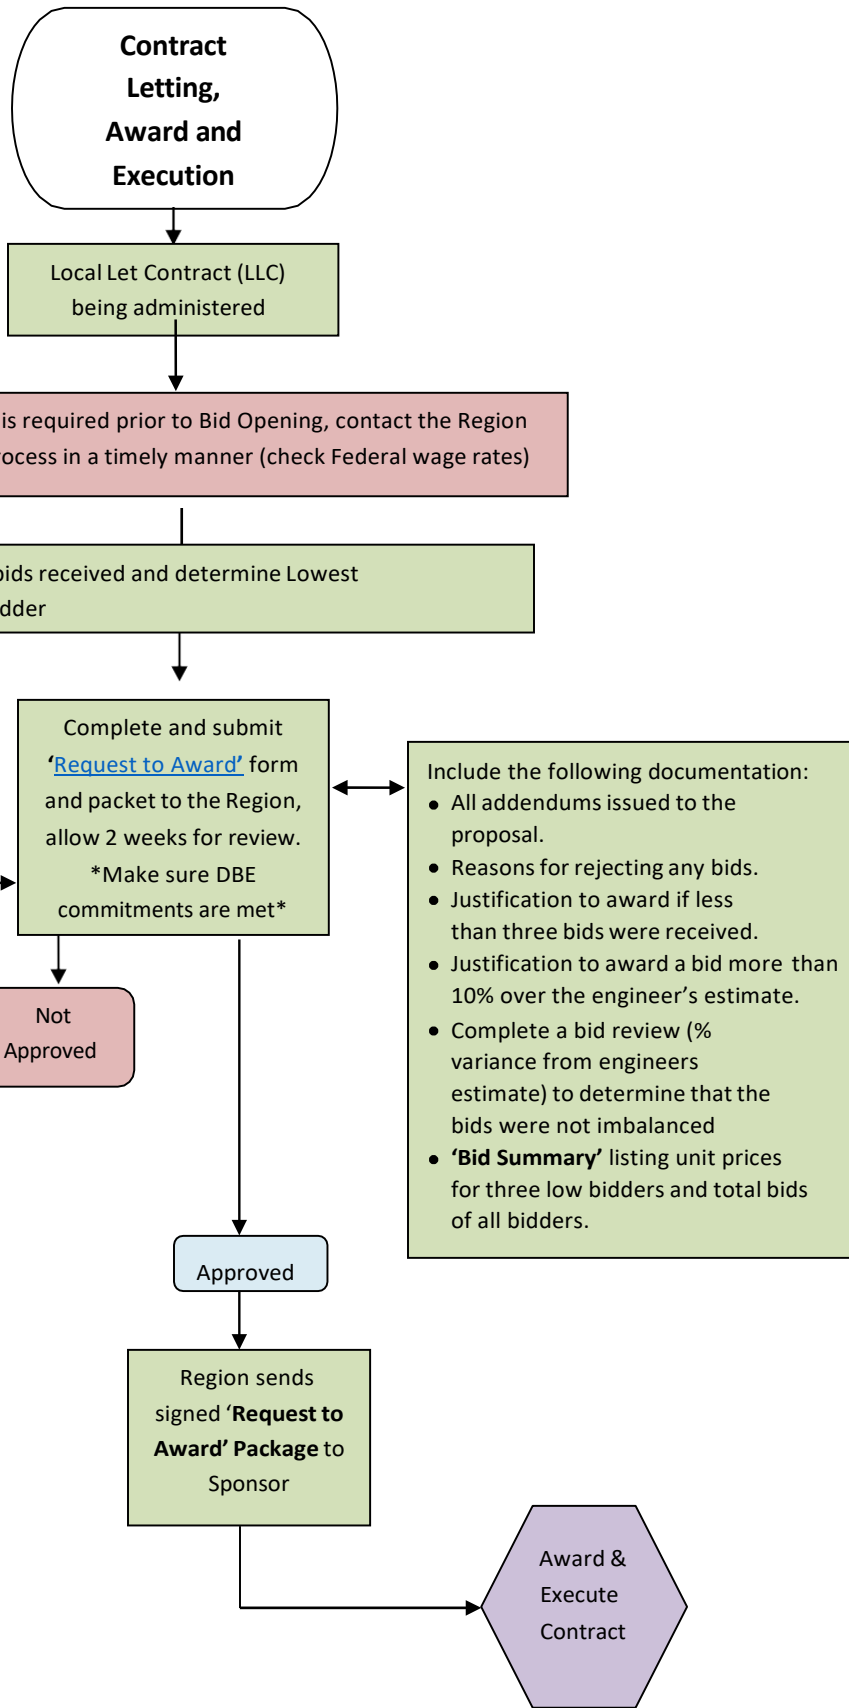 Contract
Letting,
Award and
Execution
Local Let Contract (LLC)
being administered
is required prior to Bid Opening, contact the Region
rocess in a timely manner (check Federal wage rates)
bids received and determine Lowest
dder
Complete and submit
‘Request to Award’ form
and packet to the Region,
allow 2 weeks for review.
*Make sure DBE
commitments are met*
Include the following documentation:
● All addendums issued to the
proposal.
● Reasons for rejecting any bids.
● Justification to award if less
than three bids were received.
● Justification to award a bid more than
10% over the engineer’s estimate.
● Complete a bid review (%
variance from engineers
estimate) to determine that the
bids were not imbalanced
● ‘Bid Summary’ listing unit prices
for three low bidders and total bids
of all bidders.
Not
Approved
Approved
Region sends
signed ‘Request to
Award’ Package to
Sponsor
Award &
Execute
Contract